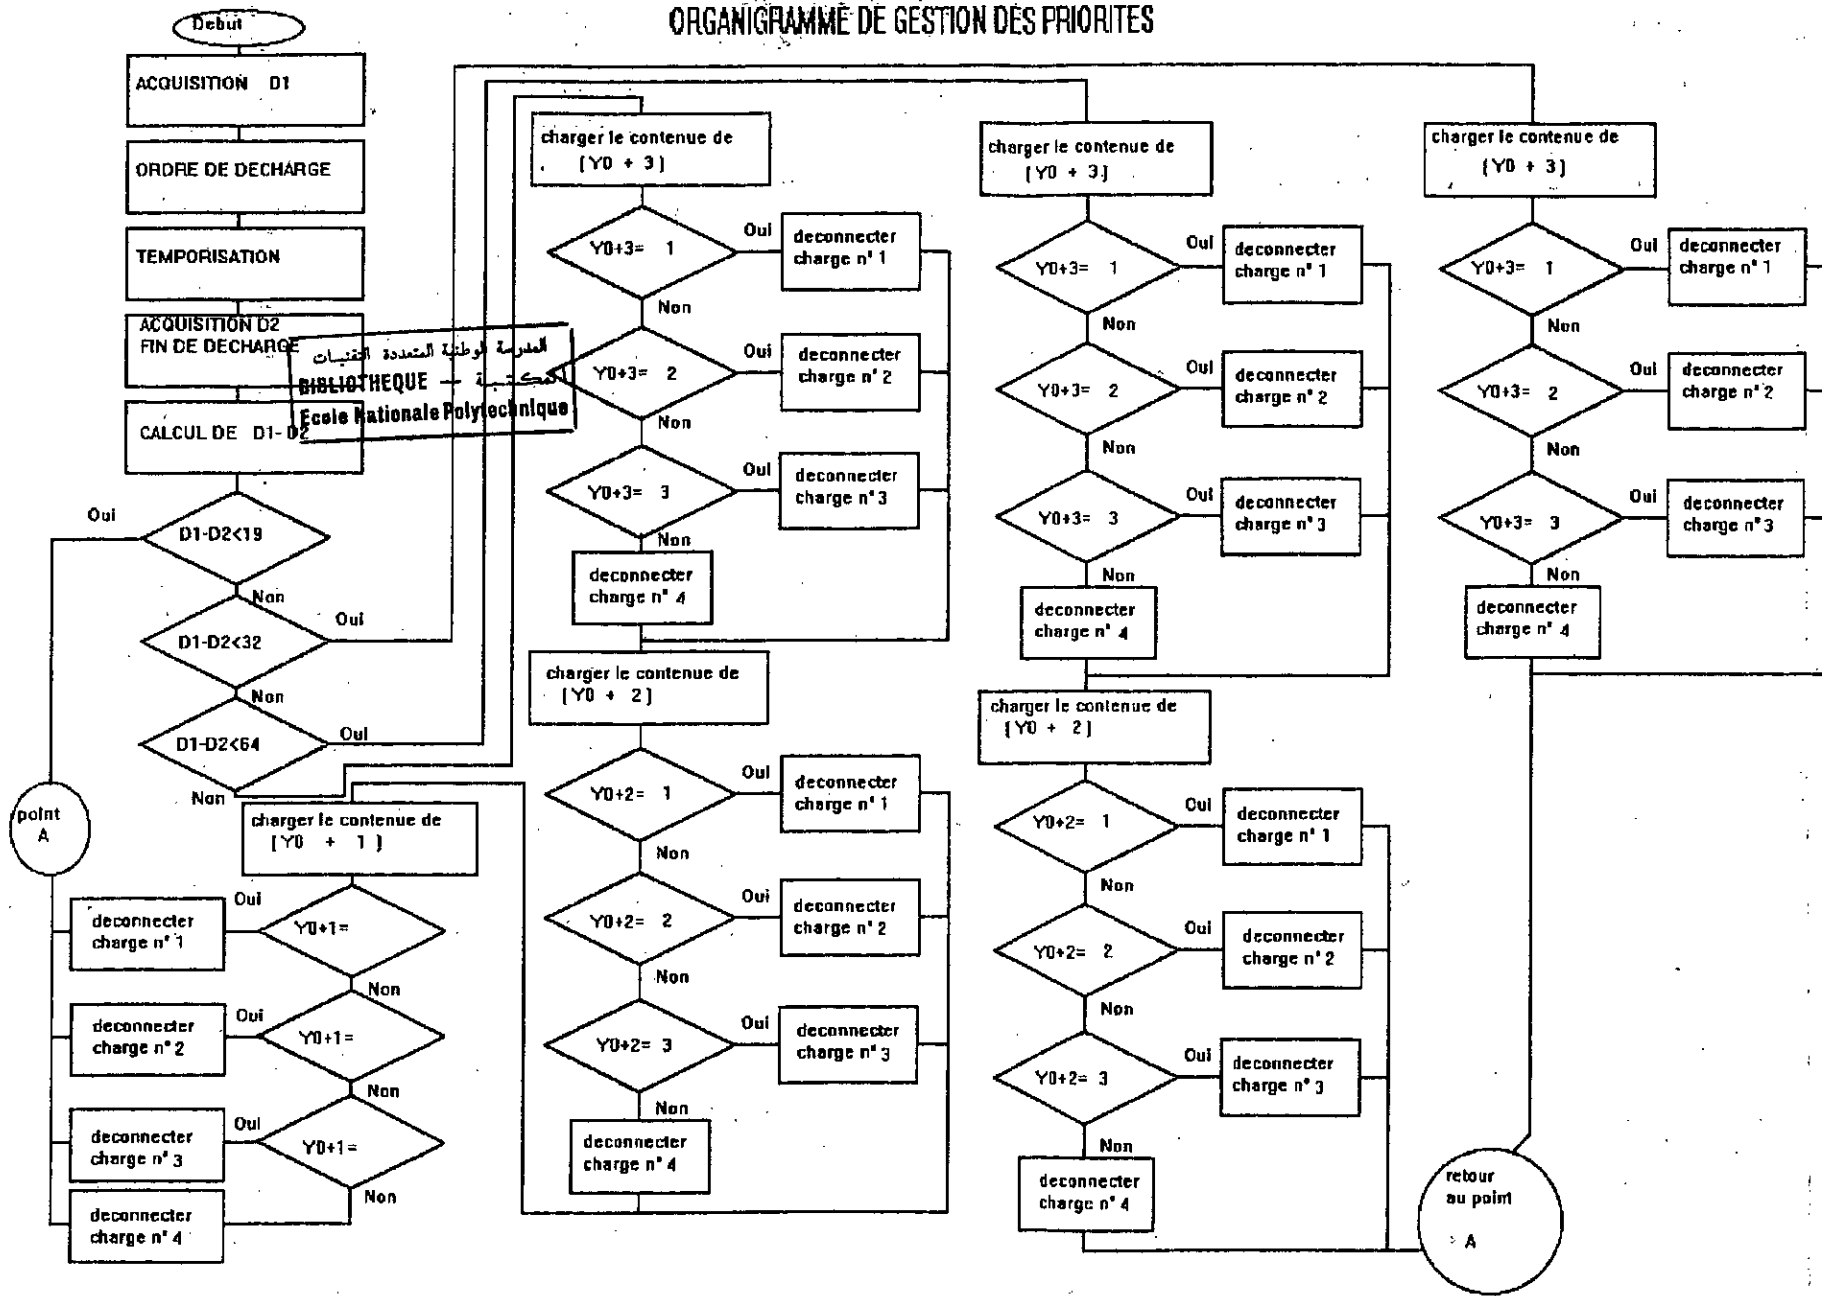 ORGANIGRAMME DE GESTION DES PRIORITES
Debut
ACQUISITION D1
ORDRE DE DECHARGE
TEMPORISATION
ACQUISITION D2
FIN DE DECHARGE
المدرسة الوطنية المتعددة التقنيات
BIBLIOTHEQUE — المكتبة
Ecole Nationale Polytechnique
CALCUL DE D1-D2
Oui
D1-D2<19
Non
D1-D2<32
Oui
Non
D1-D2<64
Oui
Non
point
A
charger le contenue de
[Y0 + 1]
Oui
deconnecter
charge n° 1
Y0+1=
Non
Oui
deconnecter
charge n° 2
Y0+1=
Non
Oui
deconnecter
charge n° 3
Y0+1=
Non
deconnecter
charge n° 4
charger le contenue de
[Y0 + 3]
Y0+3= 1
Oui
deconnecter
charge n° 1
Non
Y0+3= 2
Oui
deconnecter
charge n° 2
Non
Y0+3= 3
Oui
deconnecter
charge n° 3
Non
deconnecter
charge n° 4
charger le contenue de
[Y0 + 2]
Y0+2= 1
Oui
deconnecter
charge n° 1
Non
Y0+2= 2
Oui
deconnecter
charge n° 2
Non
Y0+2= 3
Oui
deconnecter
charge n° 3
Non
deconnecter
charge n° 4
charger le contenue de
[Y0 + 3]
Y0+3= 1
Oui
deconnecter
charge n° 1
Non
Y0+3= 2
Oui
deconnecter
charge n° 2
Non
Y0+3= 3
Oui
deconnecter
charge n° 3
Non
deconnecter
charge n° 4
charger le contenue de
[Y0 + 2]
Y0+2= 1
Oui
deconnecter
charge n° 1
Non
Y0+2= 2
Oui
deconnecter
charge n° 2
Non
Y0+2= 3
Oui
deconnecter
charge n° 3
Non
deconnecter
charge n° 4
charger le contenue de
[Y0 + 3]
Y0+3= 1
Oui
deconnecter
charge n° 1
Non
Y0+3= 2
Oui
deconnecter
charge n° 2
Non
Y0+3= 3
Oui
deconnecter
charge n° 3
Non
deconnecter
charge n° 4
retour
au point
A